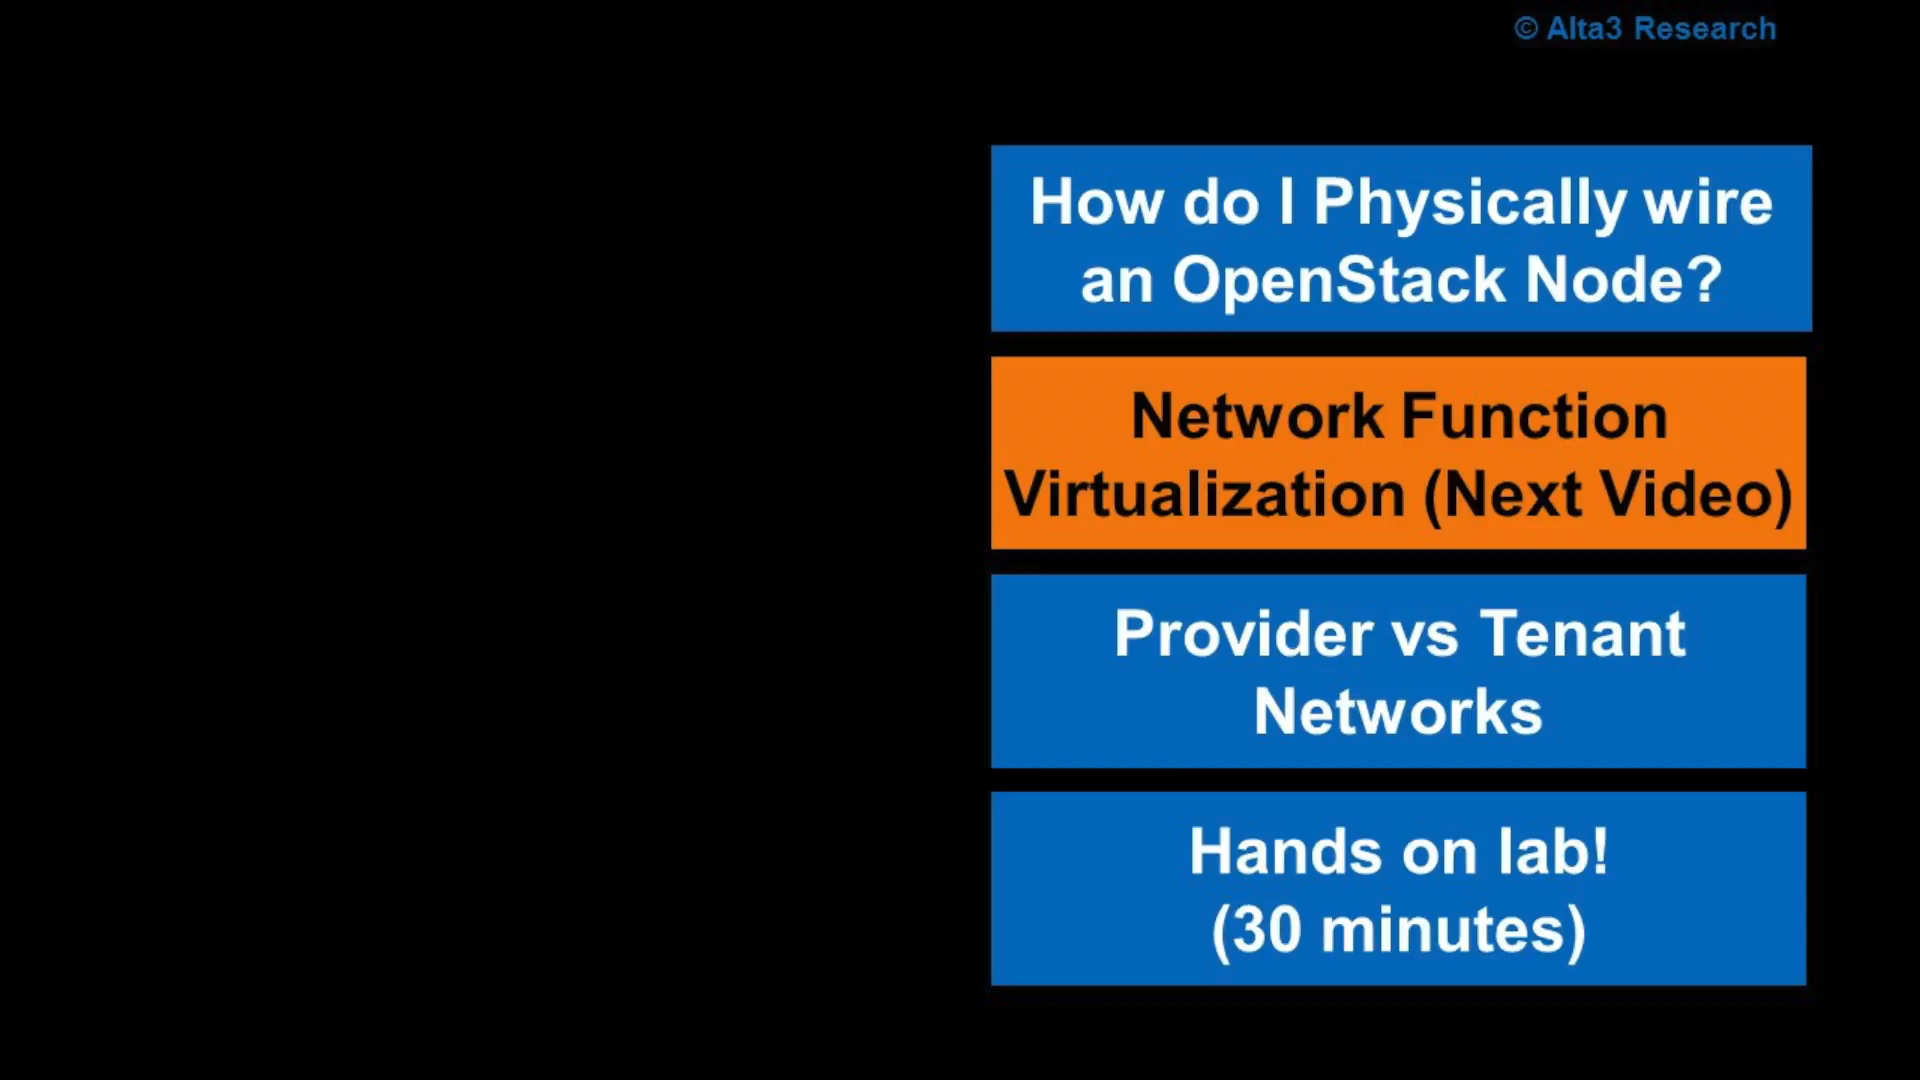 © Alta3 Research
How do I Physically wire
an OpenStack Node?
Network Function
Virtualization (Next Video)
Provider vs Tenant
Networks
Hands on lab!
(30 minutes)